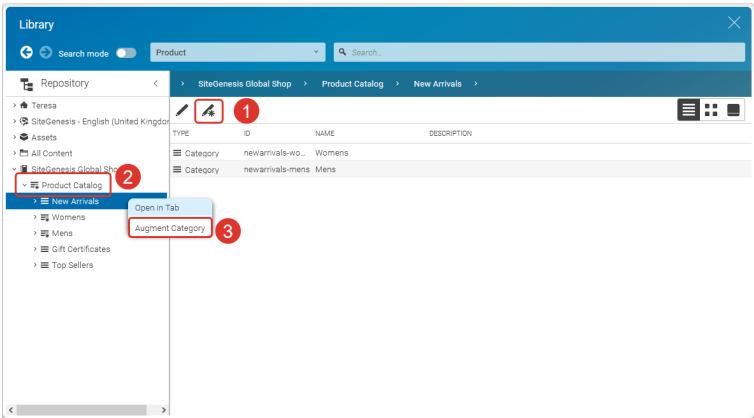 Library
Search mode
Product
Search...
Repository
SiteGenesis Global Shop
Product Catalog
New Arrivals
1
Teresa
SiteGenesis - English (United Kingdor
Assets
All Content
SiteGenesis Global Sho
2
Product Catalog
New Arrivals
Womens
Mens
Gift Certificates
Top Sellers
Open in Tab
Augment Category
3
TYPE ID NAME DESCRIPTION
Category newarrivals-wo... Womens
Category newarrivals-mens Mens